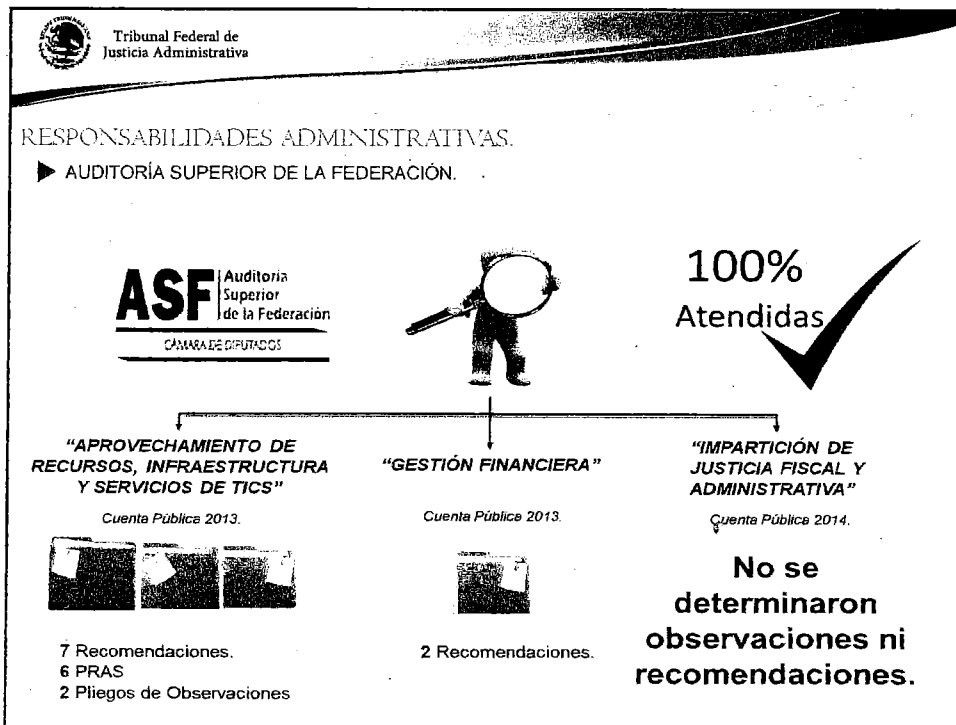 Tribunal Federal de
Justicia Administrativa
RESPONSABILIDADES ADMINISTRATIVAS.
AUDITORÍA SUPERIOR DE LA FEDERACIÓN.
ASF
Auditoría
Superior
de la Federación
CÁMARA DE DIPUTADOS
100%
Atendidas
"APROVECHAMIENTO DE
RECURSOS, INFRAESTRUCTURA
Y SERVICIOS DE TICS"
Cuenta Pública 2013.
7 Recomendaciones.
6 PRAS
2 Pliegos de Observaciones
"GESTIÓN FINANCIERA"
Cuenta Pública 2013.
2 Recomendaciones.
"IMPARTICIÓN DE
JUSTICIA FISCAL Y
ADMINISTRATIVA"
Cuenta Pública 2014.
No se
determinaron
observaciones ni
recomendaciones.